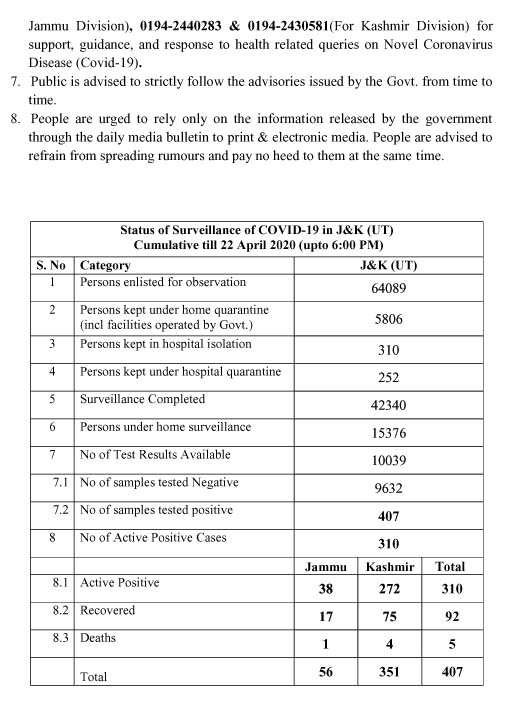 Jammu Division), 0194-2440283 & 0194-2430581(For Kashmir Division) for
support, guidance, and response to health related queries on Novel Coronavirus
Disease (Covid-19).
7. Public is advised to strictly follow the advisories issued by the Govt. from time to
time.
8. People are urged to rely only on the information released by the government
through the daily media bulletin to print & electronic media. People are advised to
refrain from spreading rumours and pay no heed to them at the same time.
Status of Surveillance of COVID-19 in J&K (UT)
Cumulative till 22 April 2020 (upto 6:00 PM)
S. No Category J&K (UT)
1 Persons enlisted for observation 64089
2 Persons kept under home quarantine
(incl facilities operated by Govt.) 5806
3 Persons kept in hospital isolation 310
4 Persons kept under hospital quarantine 252
5 Surveillance Completed 42340
6 Persons under home surveillance 15376
7 No of Test Results Available 10039
7.1 No of samples tested Negative 9632
7.2 No of samples tested positive 407
8 No of Active Positive Cases 310
Jammu Kashmir Total
8.1 Active Positive 38 272 310
8.2 Recovered 17 75 92
8.3 Deaths 1 4 5
Total 56 351 407